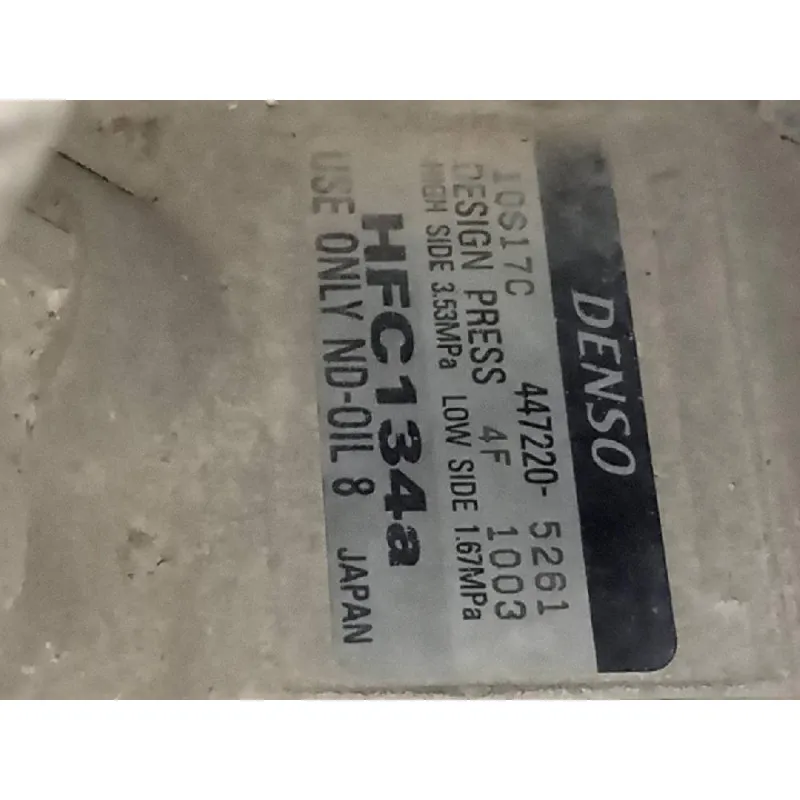 DENSO
10S17C 447220-5261
DESIGN PRESS 4F 1003
HIGH SIDE 3.53MPa LOW SIDE 1.67MPa
HFC134a
USE ONLY ND-OIL 8 JAPAN